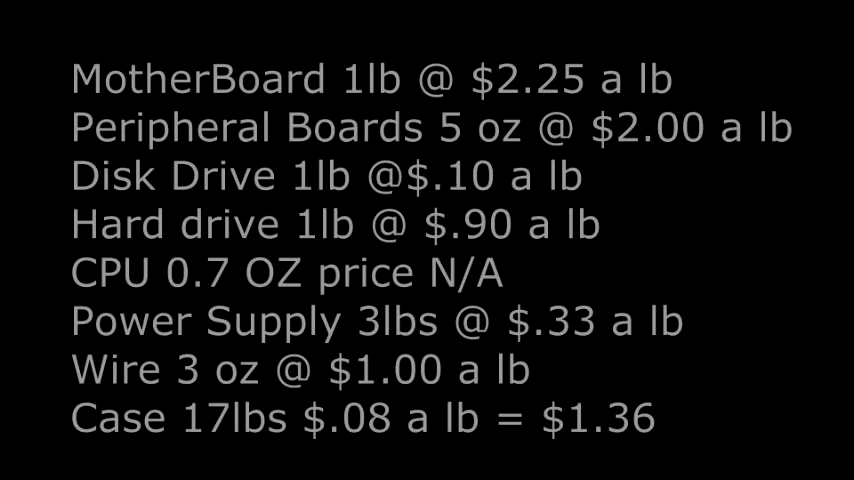 MotherBoard 1lb @ $2.25 a lb
Peripheral Boards 5 oz @ $2.00 a lb
Disk Drive 1lb @$.10 a lb
Hard drive 1lb @ $.90 a lb
CPU 0.7 OZ price N/A
Power Supply 3lbs @ $.33 a lb
Wire 3 oz @ $1.00 a lb
Case 17lbs $.08 a lb = $1.36